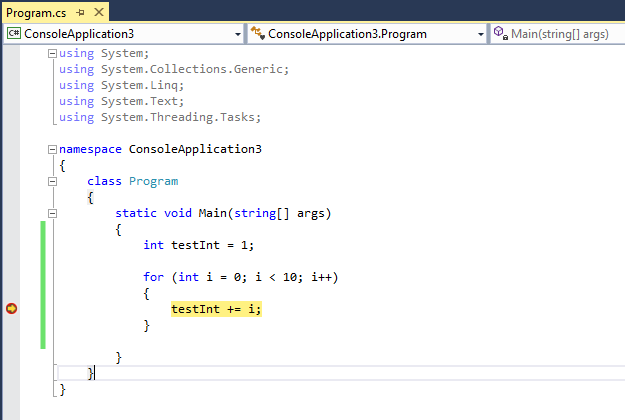 Program.cs
C# ConsoleApplication3 ConsoleApplication3.Program Main(string[] args)
using System;
using System.Collections.Generic;
using System.Linq;
using System.Text;
using System.Threading.Tasks;
namespace ConsoleApplication3
{
class Program
{
static void Main(string[] args)
{
int testInt = 1;
for (int i = 0; i < 10; i++)
{
testInt += i;
}
}
}
}